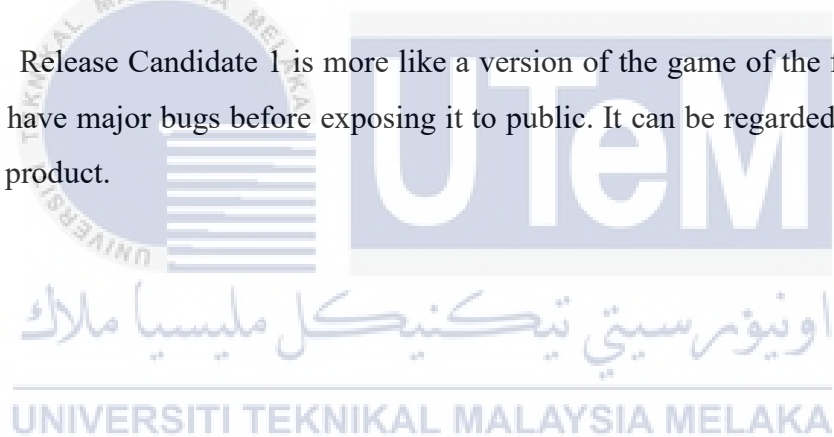 Release Candidate 1 is more like a version of the game of the
have major bugs before exposing it to public. It can be regarded
product.
UTeM
اونيۏرسيتي تيكنيكل مليسيا ملاك
UNIVERSITI TEKNIKAL MALAYSIA MELAKA